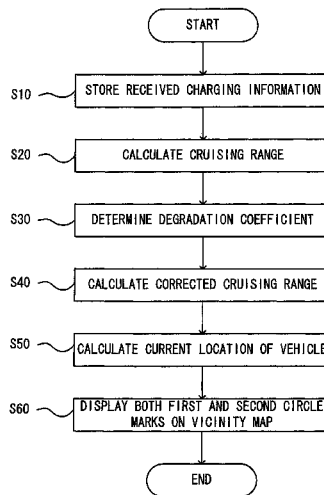 START
S10
STORE RECEIVED CHARGING INFORMATION
S20
CALCULATE CRUISING RANGE
S30
DETERMINE DEGRADATION COEFFICIENT
S40
CALCULATE CORRECTED CRUISING RANGE
S50
CALCULATE CURRENT LOCATION OF VEHICLE
S60
DISPLAY BOTH FIRST AND SECOND CIRCLE
MARKS ON VICINITY MAP
END